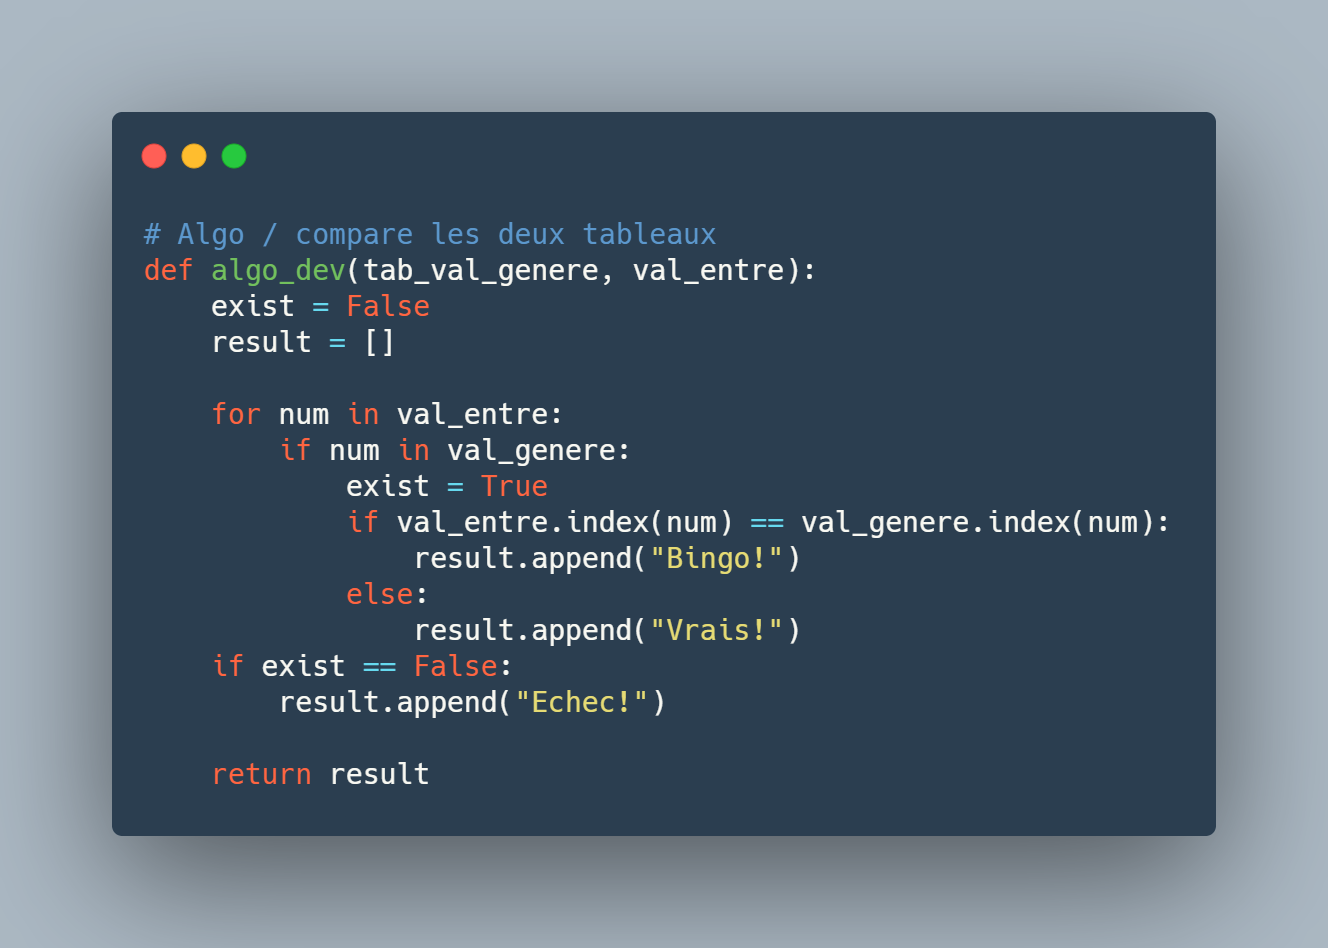 # Algo / compare les deux tableaux
def algo_dev(tab_val_genere, val_entre):
    exist = False
    result = []

    for num in val_entre:
        if num in val_genere:
            exist = True
            if val_entre.index(num) == val_genere.index(num):
                result.append("Bingo!")
            else:
                result.append("Vrais!")
    if exist == False:
        result.append("Echec!")

    return result